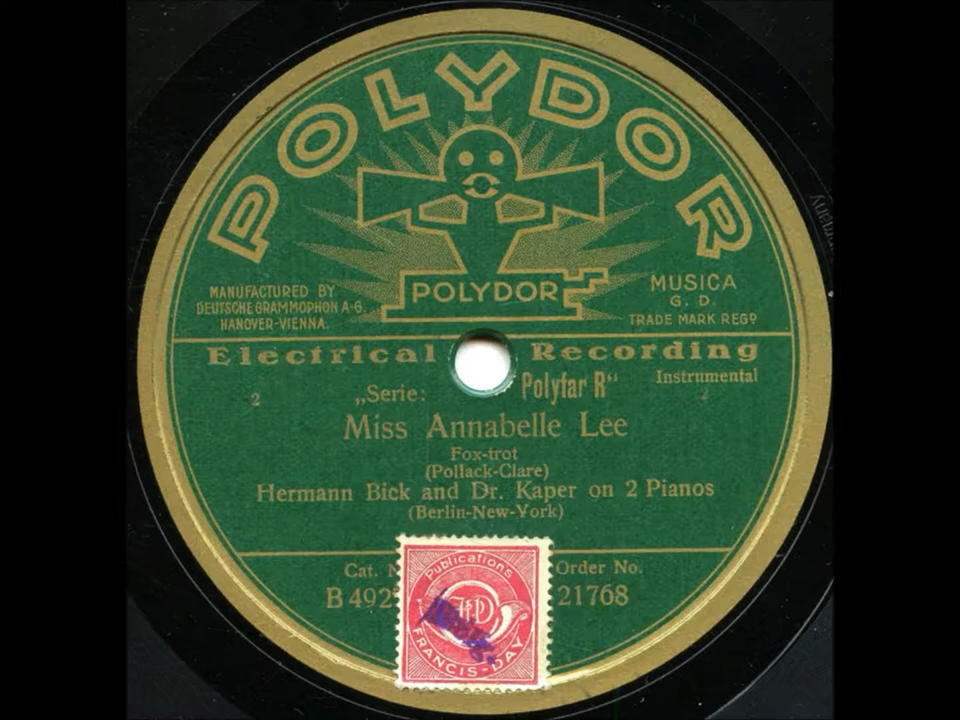 POLYDOR
POLYDOR
MANUFACTURED BY
DEUTSCHE GRAMMOPHON A-G.
HANOVER-VIENNA.
MUSICA
G. D.
TRADE MARK REGD
Electrical Recording
2 „Serie: Polyfar R“ Instrumental 2
Miss Annabelle Lee
Fox-trot
(Pollack-Clare)
Hermann Bick and Dr. Kaper on 2 Pianos
(Berlin-New-York)
Cat. Order No.
B 492 21768
Publications
FRANCIS-DAY